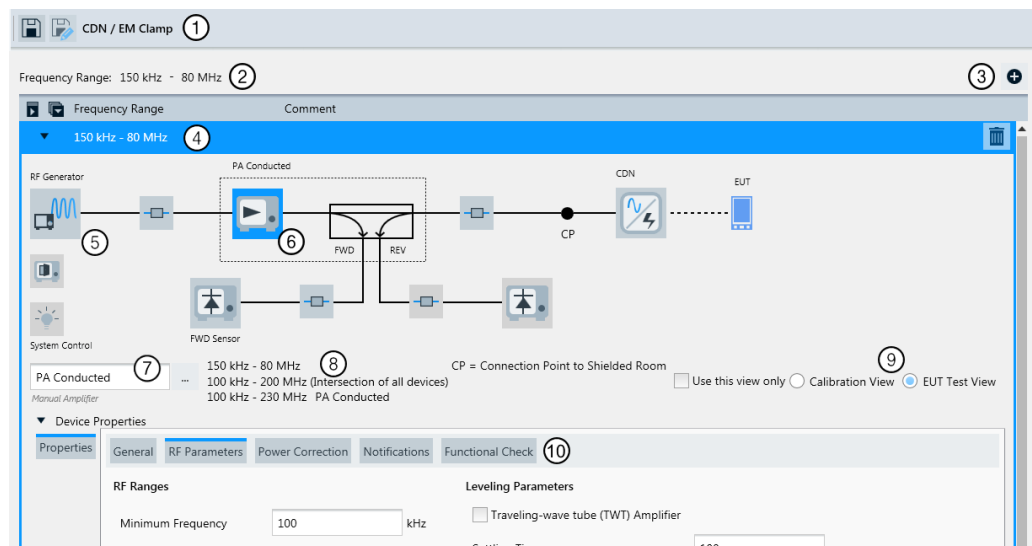 CDN / EM Clamp 1
Frequency Range: 150 kHz - 80 MHz 2
3
Frequency Range Comment
150 kHz - 80 MHz 4
RF Generator
PA Conducted
CDN
EUT
5
6
CP
FWD REV
FWD Sensor
System Control
PA Conducted 7 ...
Manual Amplifier
150 kHz - 80 MHz 8
100 kHz - 200 MHz (Intersection of all devices)
100 kHz - 230 MHz PA Conducted
CP = Connection Point to Shielded Room
9
Use this view only Calibration View EUT Test View
Device Properties
Properties
General RF Parameters Power Correction Notifications Functional Check 10
RF Ranges Leveling Parameters
Traveling-wave tube (TWT) Amplifier
Minimum Frequency 100 kHz